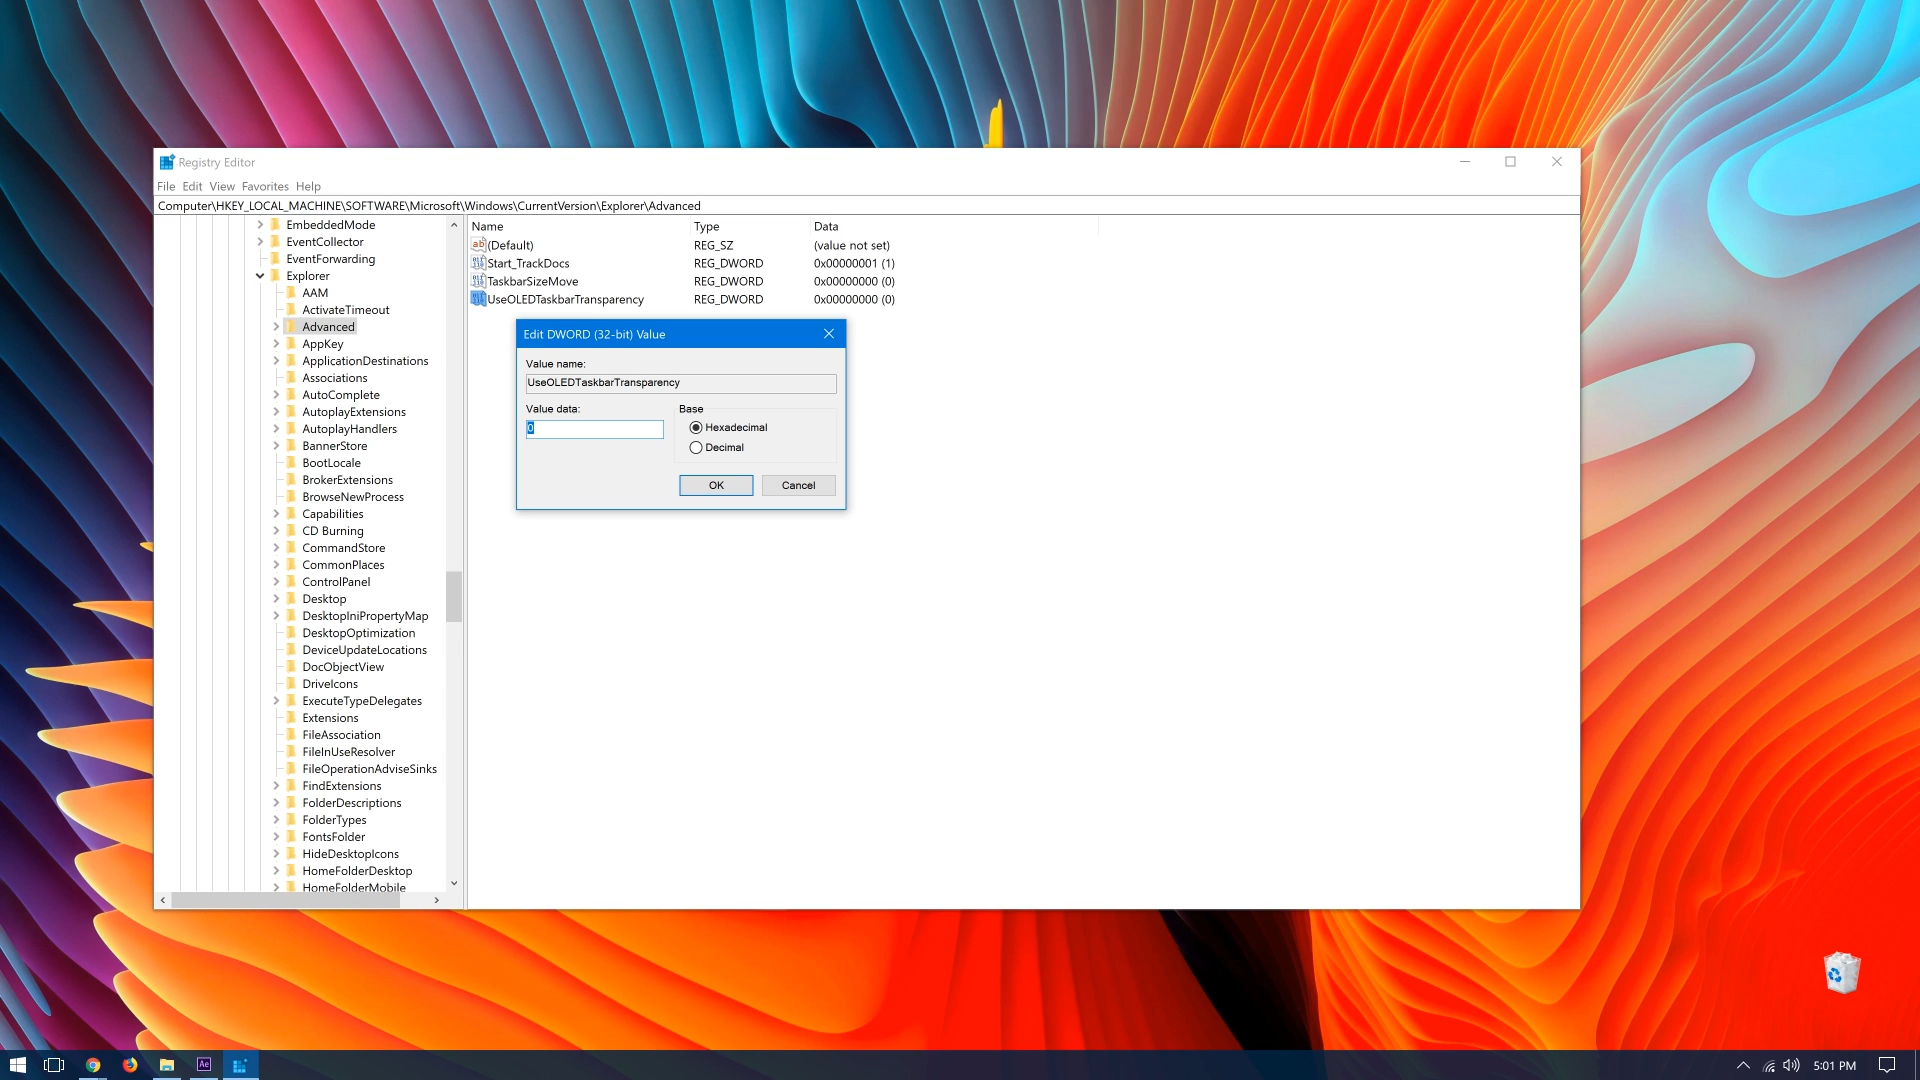 Registry Editor
File Edit View Favorites Help
Computer\HKEY_LOCAL_MACHINE\SOFTWARE\Microsoft\Windows\CurrentVersion\Explorer\Advanced
EmbeddedMode
EventCollector
EventForwarding
Explorer
AAM
ActivateTimeout
Advanced
AppKey
ApplicationDestinations
Associations
AutoComplete
AutoplayExtensions
AutoplayHandlers
BannerStore
BootLocale
BrokerExtensions
BrowseNewProcess
Capabilities
CD Burning
CommandStore
CommonPlaces
ControlPanel
Desktop
DesktopIniPropertyMap
DesktopOptimization
DeviceUpdateLocations
DocObjectView
DriveIcons
ExecuteTypeDelegates
Extensions
FileAssociation
FileInUseResolver
FileOperationAdviseSinks
FindExtensions
FolderDescriptions
FolderTypes
FontsFolder
HideDesktopIcons
HomeFolderDesktop
HomeFolderMobile
Name Type Data
ab (Default) REG_SZ (value not set)
Start_TrackDocs REG_DWORD 0x00000001 (1)
TaskbarSizeMove REG_DWORD 0x00000000 (0)
UseOLEDTaskbarTransparency REG_DWORD 0x00000000 (0)
Edit DWORD (32-bit) Value
Value name:
UseOLEDTaskbarTransparency
Value data:
0
Base
Hexadecimal
Decimal
OK Cancel
Ae
5:01 PM